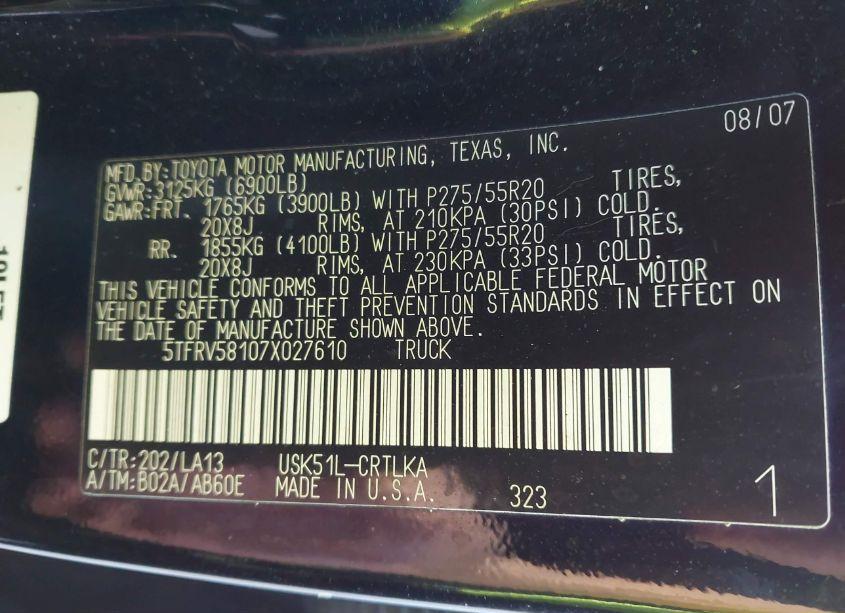 08/07
MFD.BY:TOYOTA MOTOR MANUFACTURING, TEXAS, INC.
GVWR:3125KG (6900LB)
GAWR:FRT. 1765KG (3900LB) WITH P275/55R20 TIRES,
20X8J RIMS, AT 210KPA (30PSI) COLD.
RR. 1855KG (4100LB) WITH P275/55R20 TIRES,
20X8J RIMS, AT 230KPA (33PSI) COLD.
THIS VEHICLE CONFORMS TO ALL APPLICABLE FEDERAL MOTOR
VEHICLE SAFETY AND THEFT PREVENTION STANDARDS IN EFFECT ON
THE DATE OF MANUFACTURE SHOWN ABOVE.
5TFRV58107X027610 TRUCK
C/TR:202/LA13 USK51L-CRTLKA
A/TM:B02A/AB60E MADE IN U.S.A. 323 1